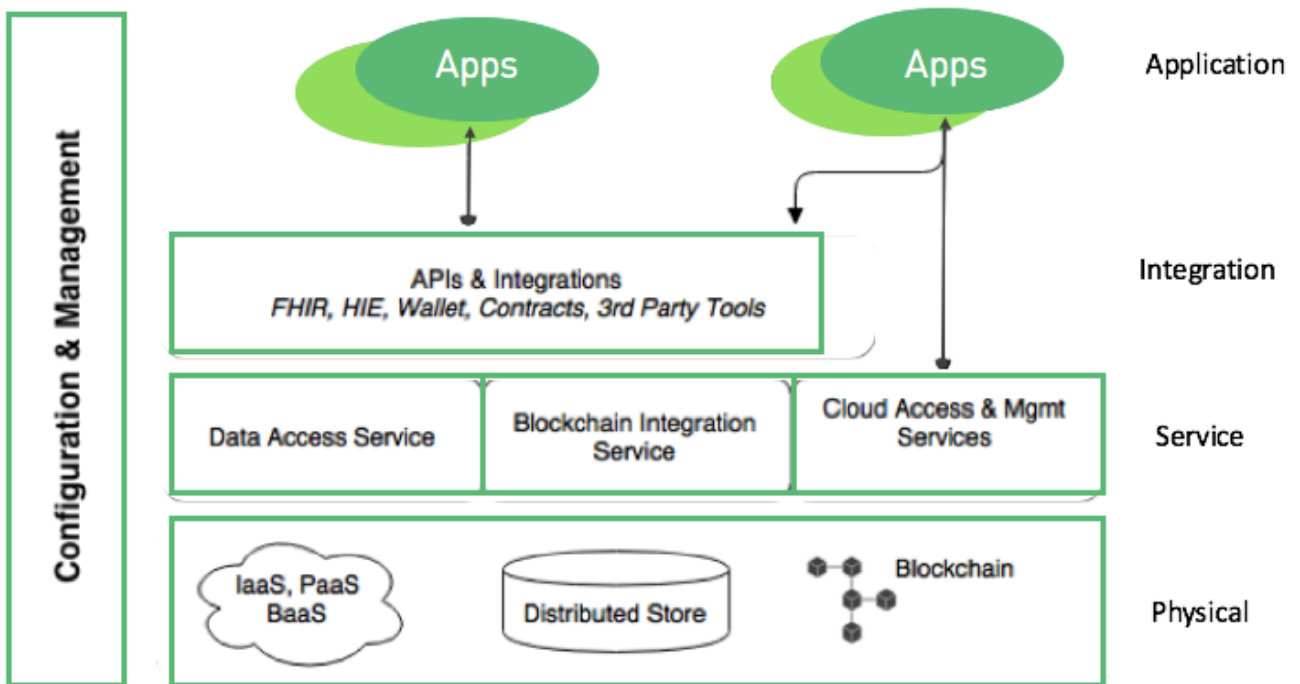 Apps
Apps
Application
Configuration & Management
APIs & Integrations
FHIR, HIE, Wallet, Contracts, 3rd Party Tools
Integration
Data Access Service
Blockchain Integration
Service
Cloud Access & Mgmt
Services
Service
IaaS, PaaS
BaaS
Distributed Store
Blockchain
Physical